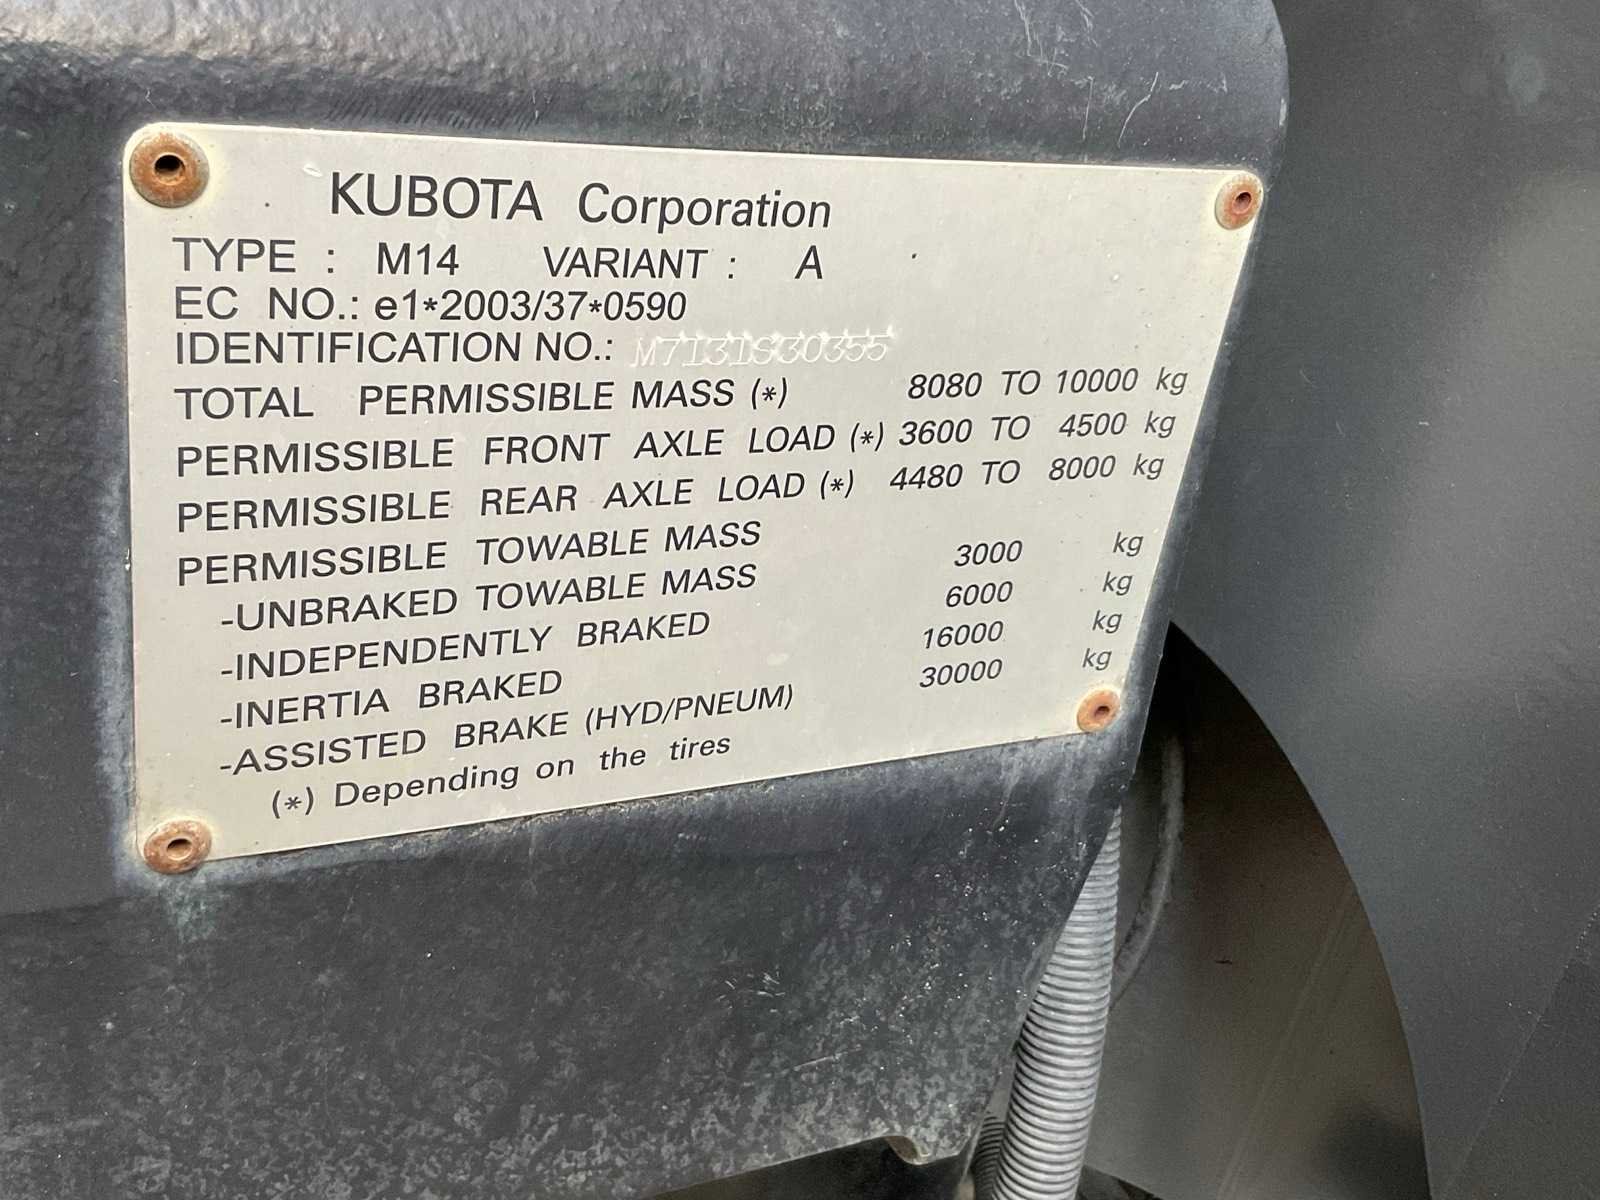 KUBOTA Corporation
TYPE : M14 VARIANT : A
EC NO.: e1*2003/37*0590
IDENTIFICATION NO.: M7131S30355
TOTAL PERMISSIBLE MASS (*) 8080 TO 10000 kg
PERMISSIBLE FRONT AXLE LOAD (*) 3600 TO 4500 kg
PERMISSIBLE REAR AXLE LOAD (*) 4480 TO 8000 kg
PERMISSIBLE TOWABLE MASS
-UNBRAKED TOWABLE MASS 3000 kg
-INDEPENDENTLY BRAKED 6000 kg
-INERTIA BRAKED 16000 kg
-ASSISTED BRAKE (HYD/PNEUM) 30000 kg
(*) Depending on the tires